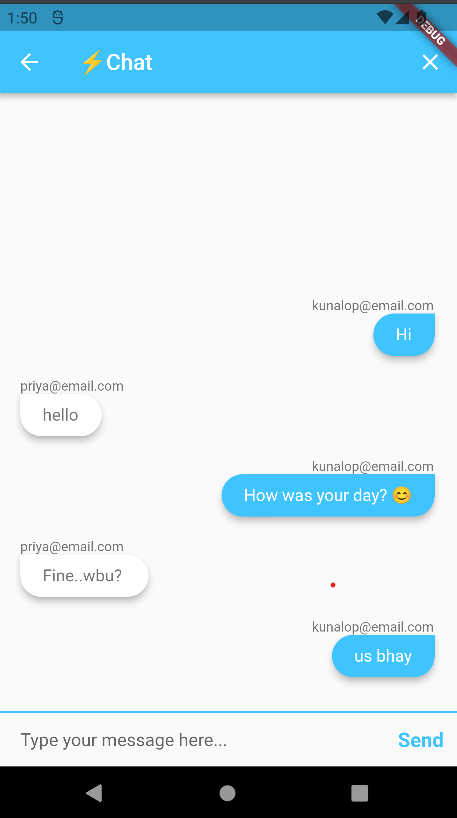 1:50
DEBUG
⚡Chat
kunalop@email.com
Hi
priya@email.com
hello
kunalop@email.com
How was your day? 😊
priya@email.com
Fine..wbu?
kunalop@email.com
us bhay
Type your message here...
Send